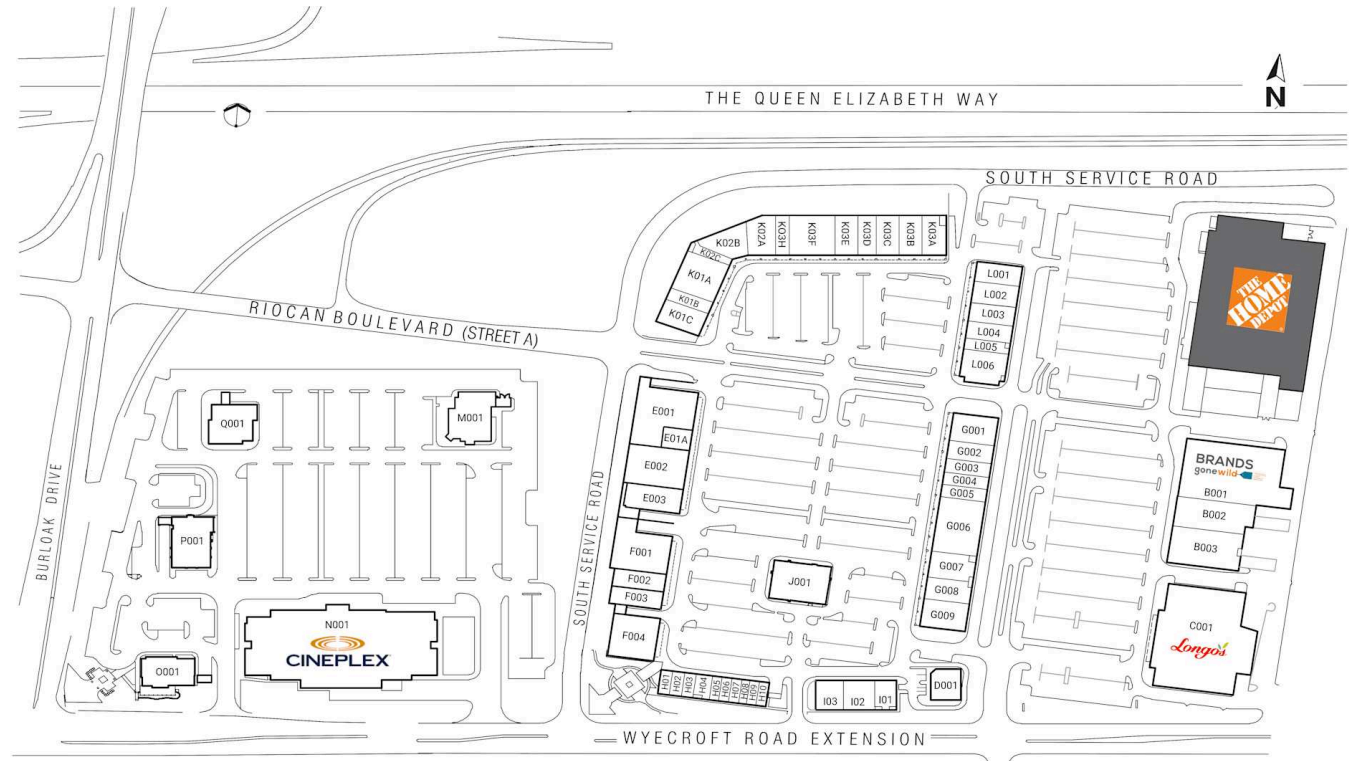 THE QUEEN ELIZABETH WAY
N
SOUTH SERVICE ROAD
RIOCAN BOULEVARD (STREET A)
BURLOAK DRIVE
SOUTH SERVICE ROAD
WYECROFT ROAD EXTENSION
K02B
K02A
K03H
K03F
K03E
K03D
K03C
K03B
K03A
K02C
K01A
K01B
K01C
L001
L002
L003
L004
L005
L006
THE
HOME
DEPOT
Q001
M001
P001
O001
N001
CINEPLEX
E001
E01A
E002
E003
F001
F002
F003
F004
G001
G002
G003
G004
G005
G006
G007
G008
G009
J001
H01
H02
H03
H04
H05
H06
H07
H08
H09
H10
I03
I02
I01
D001
BRANDS
gonewild
B001
B002
B003
C001
Longo's